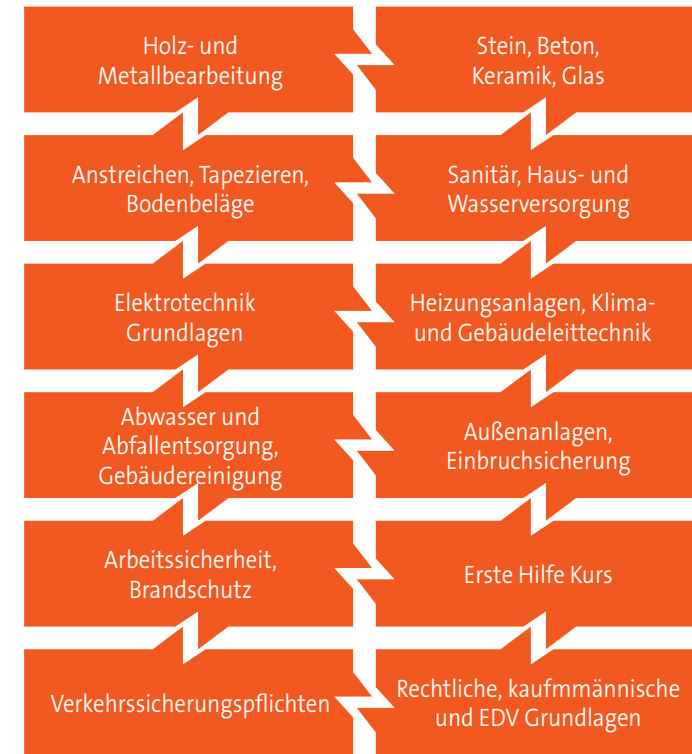 Holz- und
Metallbearbeitung
Stein, Beton,
Keramik, Glas
Anstreichen, Tapezieren,
Bodenbeläge
Sanitär, Haus- und
Wasserversorgung
Elektrotechnik
Grundlagen
Heizungsanlagen, Klima-
und Gebäudeleittechnik
Abwasser und
Abfallentsorgung,
Gebäudereinigung
Außenanlagen,
Einbruchsicherung
Arbeitssicherheit,
Brandschutz
Erste Hilfe Kurs
Verkehrssicherungspflichten
Rechtliche, kaufmmännische
und EDV Grundlagen